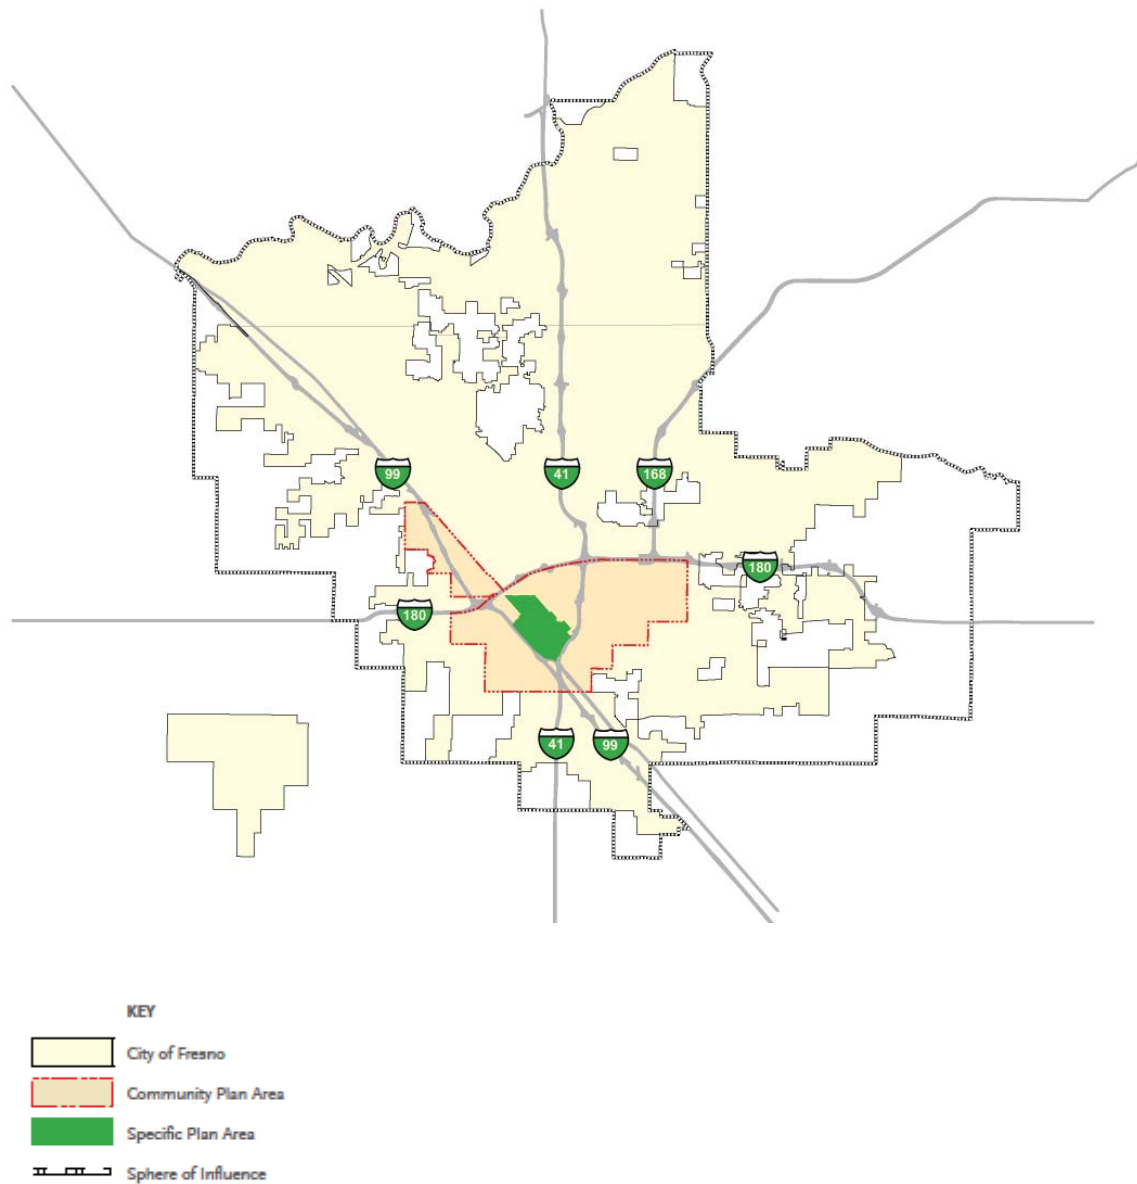 99
41
168
180
180
41
99
KEY
City of Fresno
Community Plan Area
Specific Plan Area
Sphere of Influence